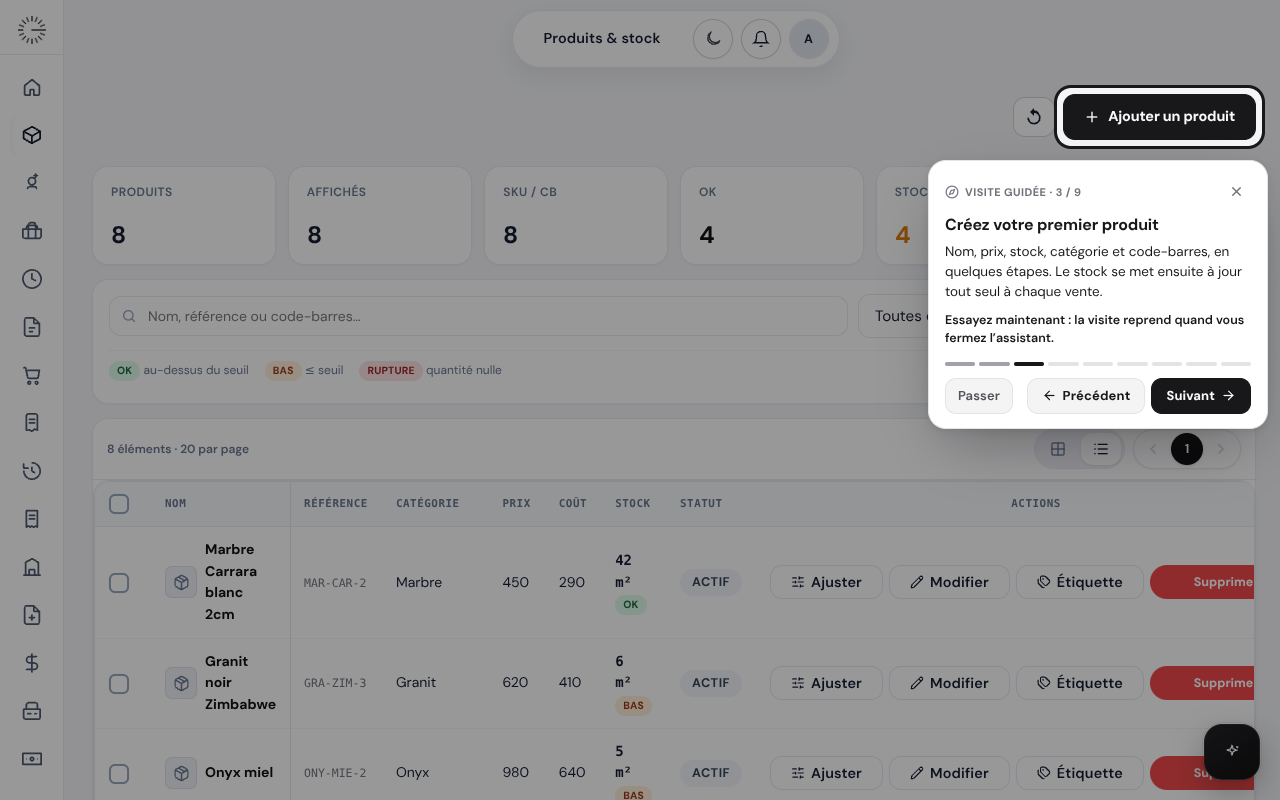 Produits & stock
A
Ajouter un produit
PRODUITS
8
AFFICHÉS
8
SKU / CB
8
OK
4
STOC
4
VISITE GUIDÉE · 3 / 9
Créez votre premier produit
Nom, prix, stock, catégorie et code-barres, en
quelques étapes. Le stock se met ensuite à jour
tout seul à chaque vente.
Essayez maintenant : la visite reprend quand vous
fermez l’assistant.
Passer
Précédent
Suivant
Nom, référence ou code-barres…
Toutes
OK au-dessus du seuil BAS ≤ seuil RUPTURE quantité nulle
8 éléments · 20 par page
1
NOM RÉFÉRENCE CATÉGORIE PRIX COÛT STOCK STATUT ACTIONS
Marbre
Carrara
blanc
2cm
MAR-CAR-2 Marbre 450 290
42
m²
OK
ACTIF Ajuster Modifier Étiquette Supprime
Granit
noir
Zimbabwe
GRA-ZIM-3 Granit 620 410
6
m²
BAS
ACTIF Ajuster Modifier Étiquette Supprime
Onyx miel ONY-MIE-2 Onyx 980 640
5
m²
BAS
ACTIF Ajuster Modifier Étiquette